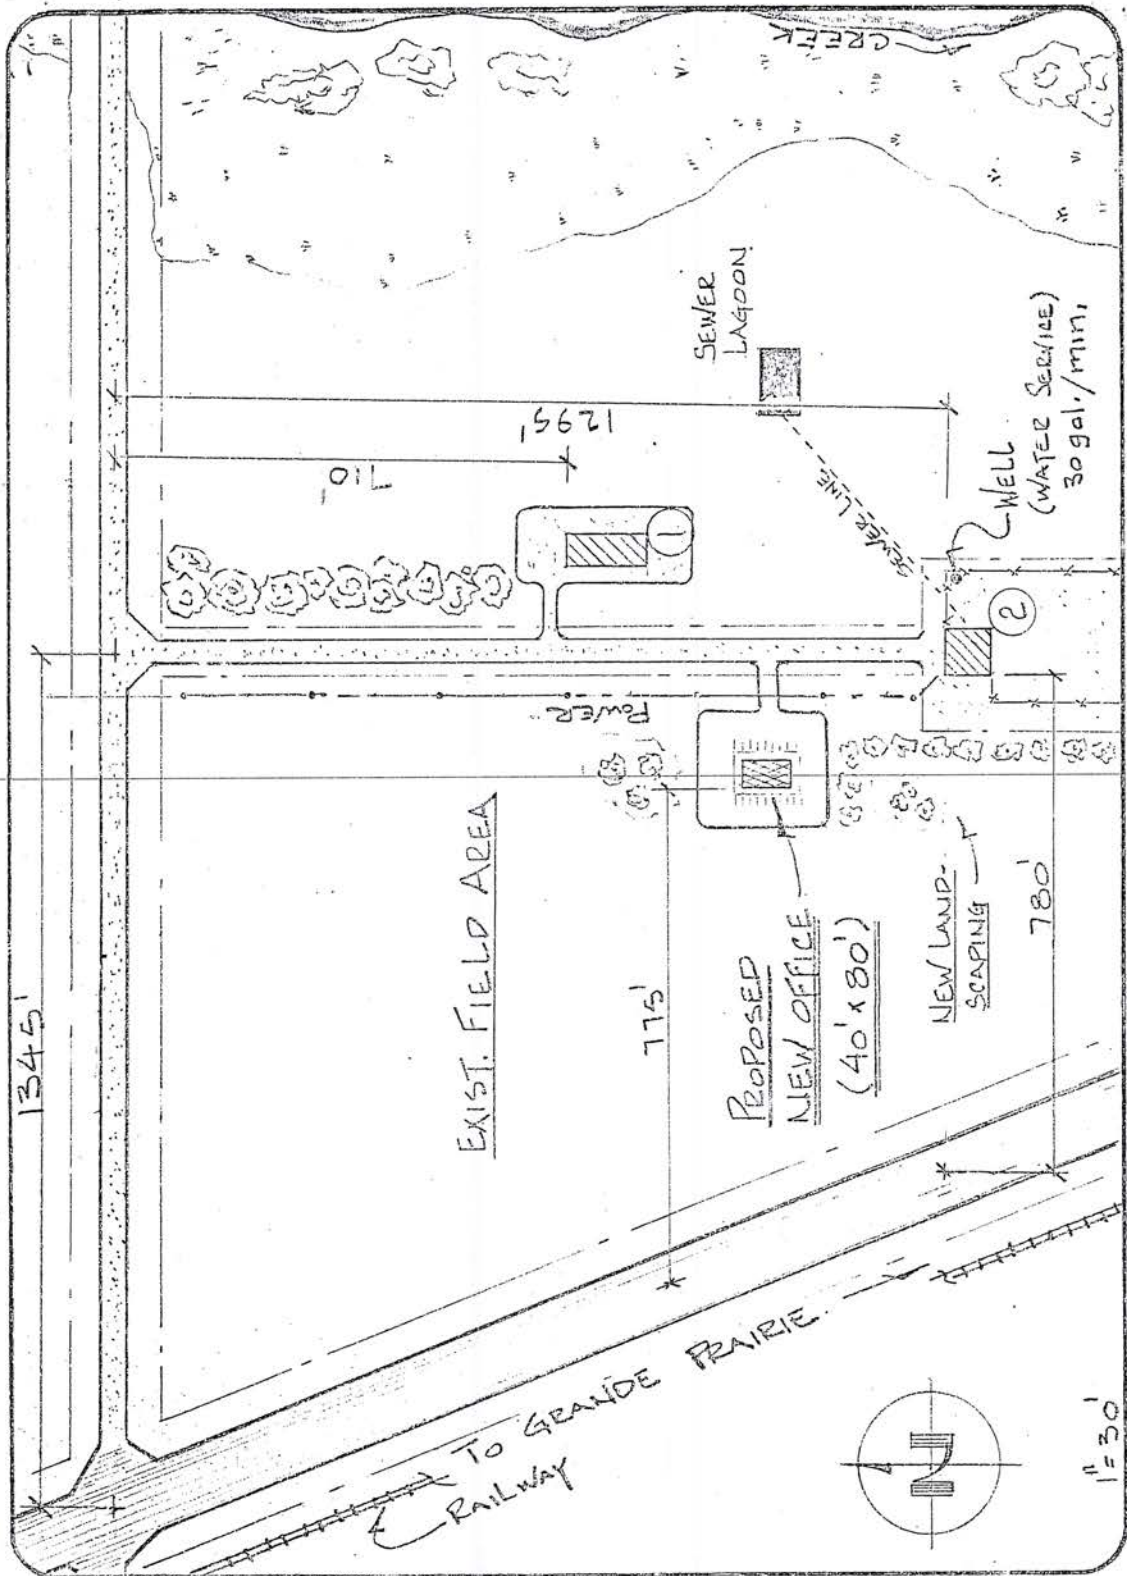 CREEK
SEWER
LAGOON
1295'
710'
SEWER LINE
WELL
(WATER SERVICE)
30 gal./min.
1
2
POWER
1345'
EXIST. FIELD AREA
775'
PROPOSED
NEW OFFICE
(40' x 80')
NEW LAND-
SCAPING
780'
TO GRANDE PRAIRIE
RAILWAY
N
1" = 30'